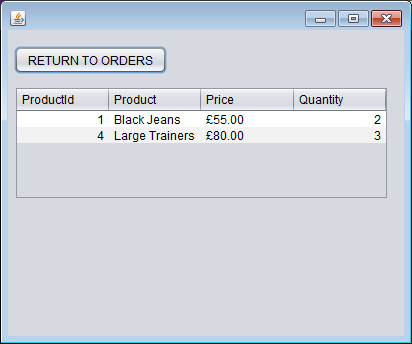 RETURN TO ORDERS
ProductId Product Price Quantity
1 Black Jeans £55.00 2
4 Large Trainers £80.00 3